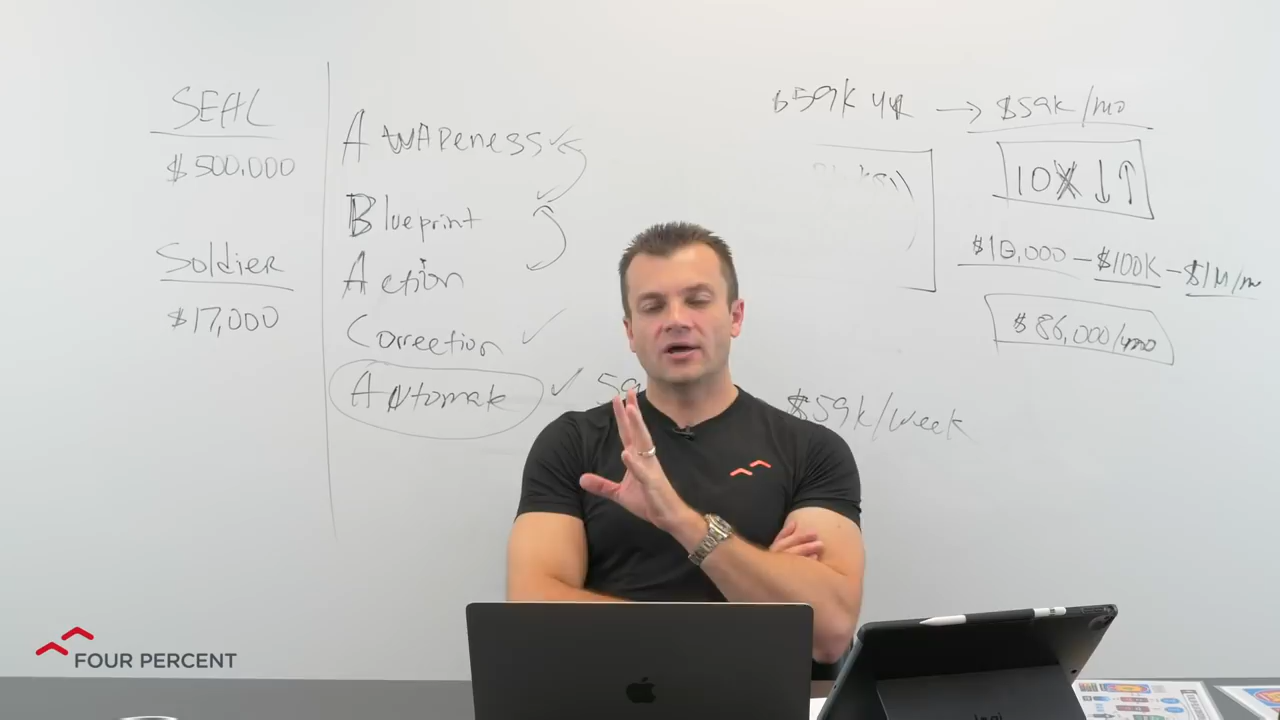 SEAL
$500,000
Soldier
$17,000
AWARENESS
Blueprint
Action
Correction
Automate
59
$59K YR → $59K/mo
10X ↓↑
$10,000 - $100K - $1M/mo
$86,000/mo
$59K/week
FOUR PERCENT